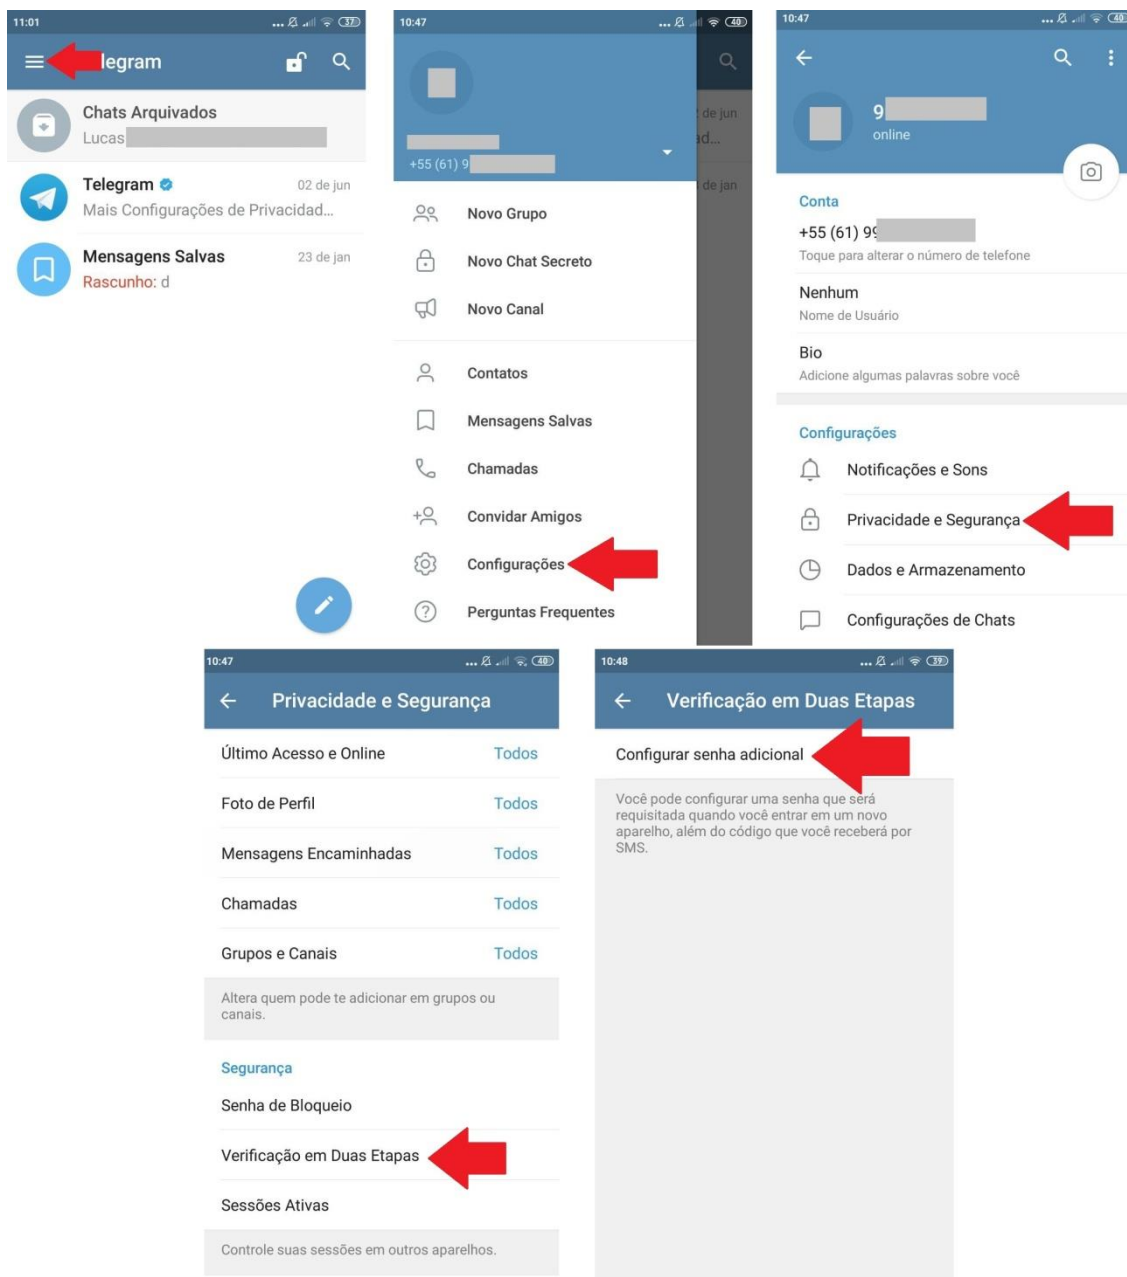 11:01
37
legram
Chats Arquivados
Lucas
Telegram
02 de jun
Mais Configurações de Privacidad...
Mensagens Salvas
23 de jan
Rascunho: d
10:47
40
+55 (61) 9
de jun
ad...
de jan
Novo Grupo
Novo Chat Secreto
Novo Canal
Contatos
Mensagens Salvas
Chamadas
Convidar Amigos
Configurações
Perguntas Frequentes
10:47
40
9
online
Conta
+55 (61) 99
Toque para alterar o número de telefone
Nenhum
Nome de Usuário
Bio
Adicione algumas palavras sobre você
Configurações
Notificações e Sons
Privacidade e Segurança
Dados e Armazenamento
Configurações de Chats
10:47
40
Privacidade e Segurança
Último Acesso e Online
Todos
Foto de Perfil
Todos
Mensagens Encaminhadas
Todos
Chamadas
Todos
Grupos e Canais
Todos
Altera quem pode te adicionar em grupos ou
canais.
Segurança
Senha de Bloqueio
Verificação em Duas Etapas
Sessões Ativas
Controle suas sessões em outros aparelhos.
10:48
39
Verificação em Duas Etapas
Configurar senha adicional
Você pode configurar uma senha que será
requisitada quando você entrar em um novo
aparelho, além do código que você receberá por
SMS.